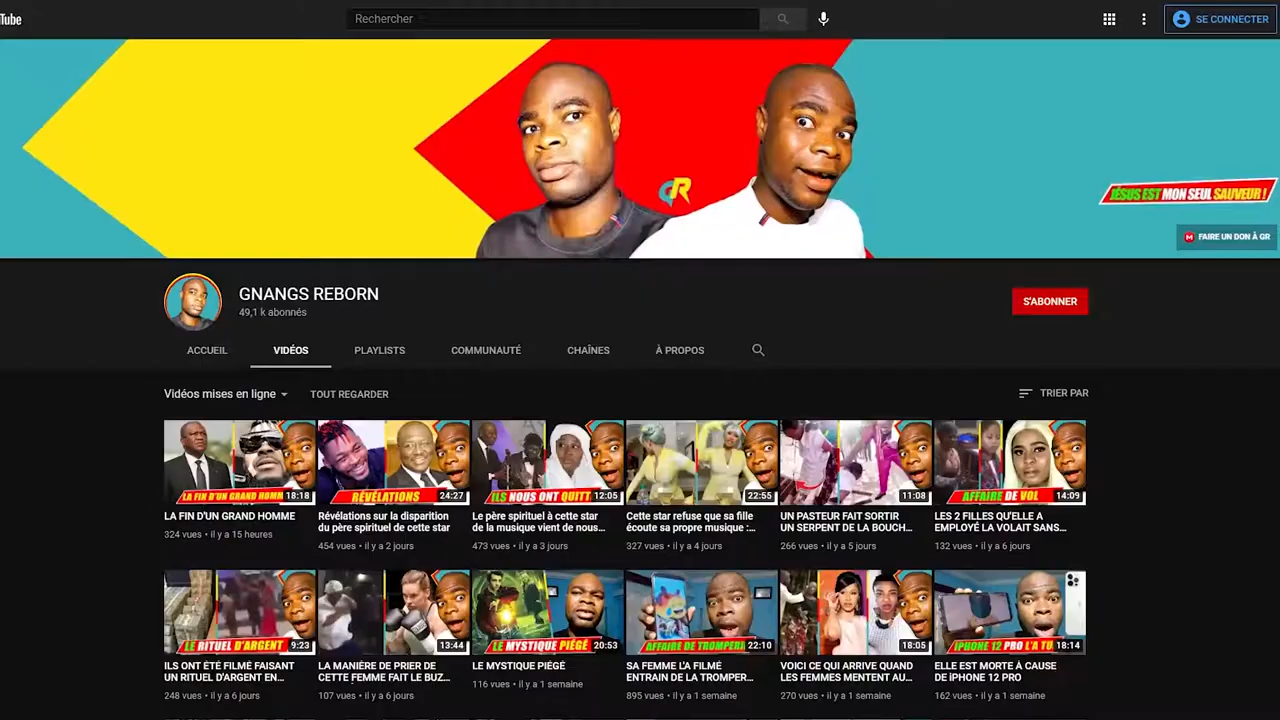 Tube
Rechercher
SE CONNECTER
GR
JÉSUS EST MON SEUL SAUVEUR !
FAIRE UN DON À GR
GNANGS REBORN
49,1 k abonnés
S'ABONNER
ACCUEIL
VIDÉOS
PLAYLISTS
COMMUNAUTÉ
CHAÎNES
À PROPOS
Vidéos mises en ligne
TOUT REGARDER
TRIER PAR
LA FIN D'UN GRAND HOMM
18:18
LA FIN D'UN GRAND HOMME
324 vues • il y a 15 heures
RÉVÉLATIONS
24:27
Révélations sur la disparition
du père spirituel de cette star
454 vues • il y a 2 jours
ILS NOUS ONT QUITT
12:05
Le père spirituel à cette star
de la musique vient de nous...
473 vues • il y a 3 jours
22:55
Cette star refuse que sa fille
écoute sa propre musique :...
327 vues • il y a 4 jours
11:08
UN PASTEUR FAIT SORTIR
UN SERPENT DE LA BOUCH...
266 vues • il y a 5 jours
AFFAIRE DE VOL
14:09
LES 2 FILLES QU'ELLE A
EMPLOYÉ LA VOLAIT SANS...
132 vues • il y a 6 jours
LE RITUEL D'ARGENT
9:23
ILS ONT ÉTÉ FILMÉ FAISANT
UN RITUEL D'ARGENT EN...
248 vues • il y a 6 jours
13:44
LA MANIÈRE DE PRIER DE
CETTE FEMME FAIT LE BUZ...
107 vues • il y a 6 jours
LE MYSTIQUE PIÉGÉ
20:53
LE MYSTIQUE PIÉGÉ
116 vues • il y a 1 semaine
AFFAIRE DE TROMPERI
22:10
SA FEMME L'A FILMÉ
ENTRAIN DE LA TROMPER...
895 vues • il y a 1 semaine
18:05
VOICI CE QUI ARRIVE QUAND
LES FEMMES MENTENT AU...
270 vues • il y a 1 semaine
IPHONE 12 PRO L'A TU
18:14
ELLE EST MORTE À CAUSE
DE iPHONE 12 PRO
162 vues • il y a 1 semaine